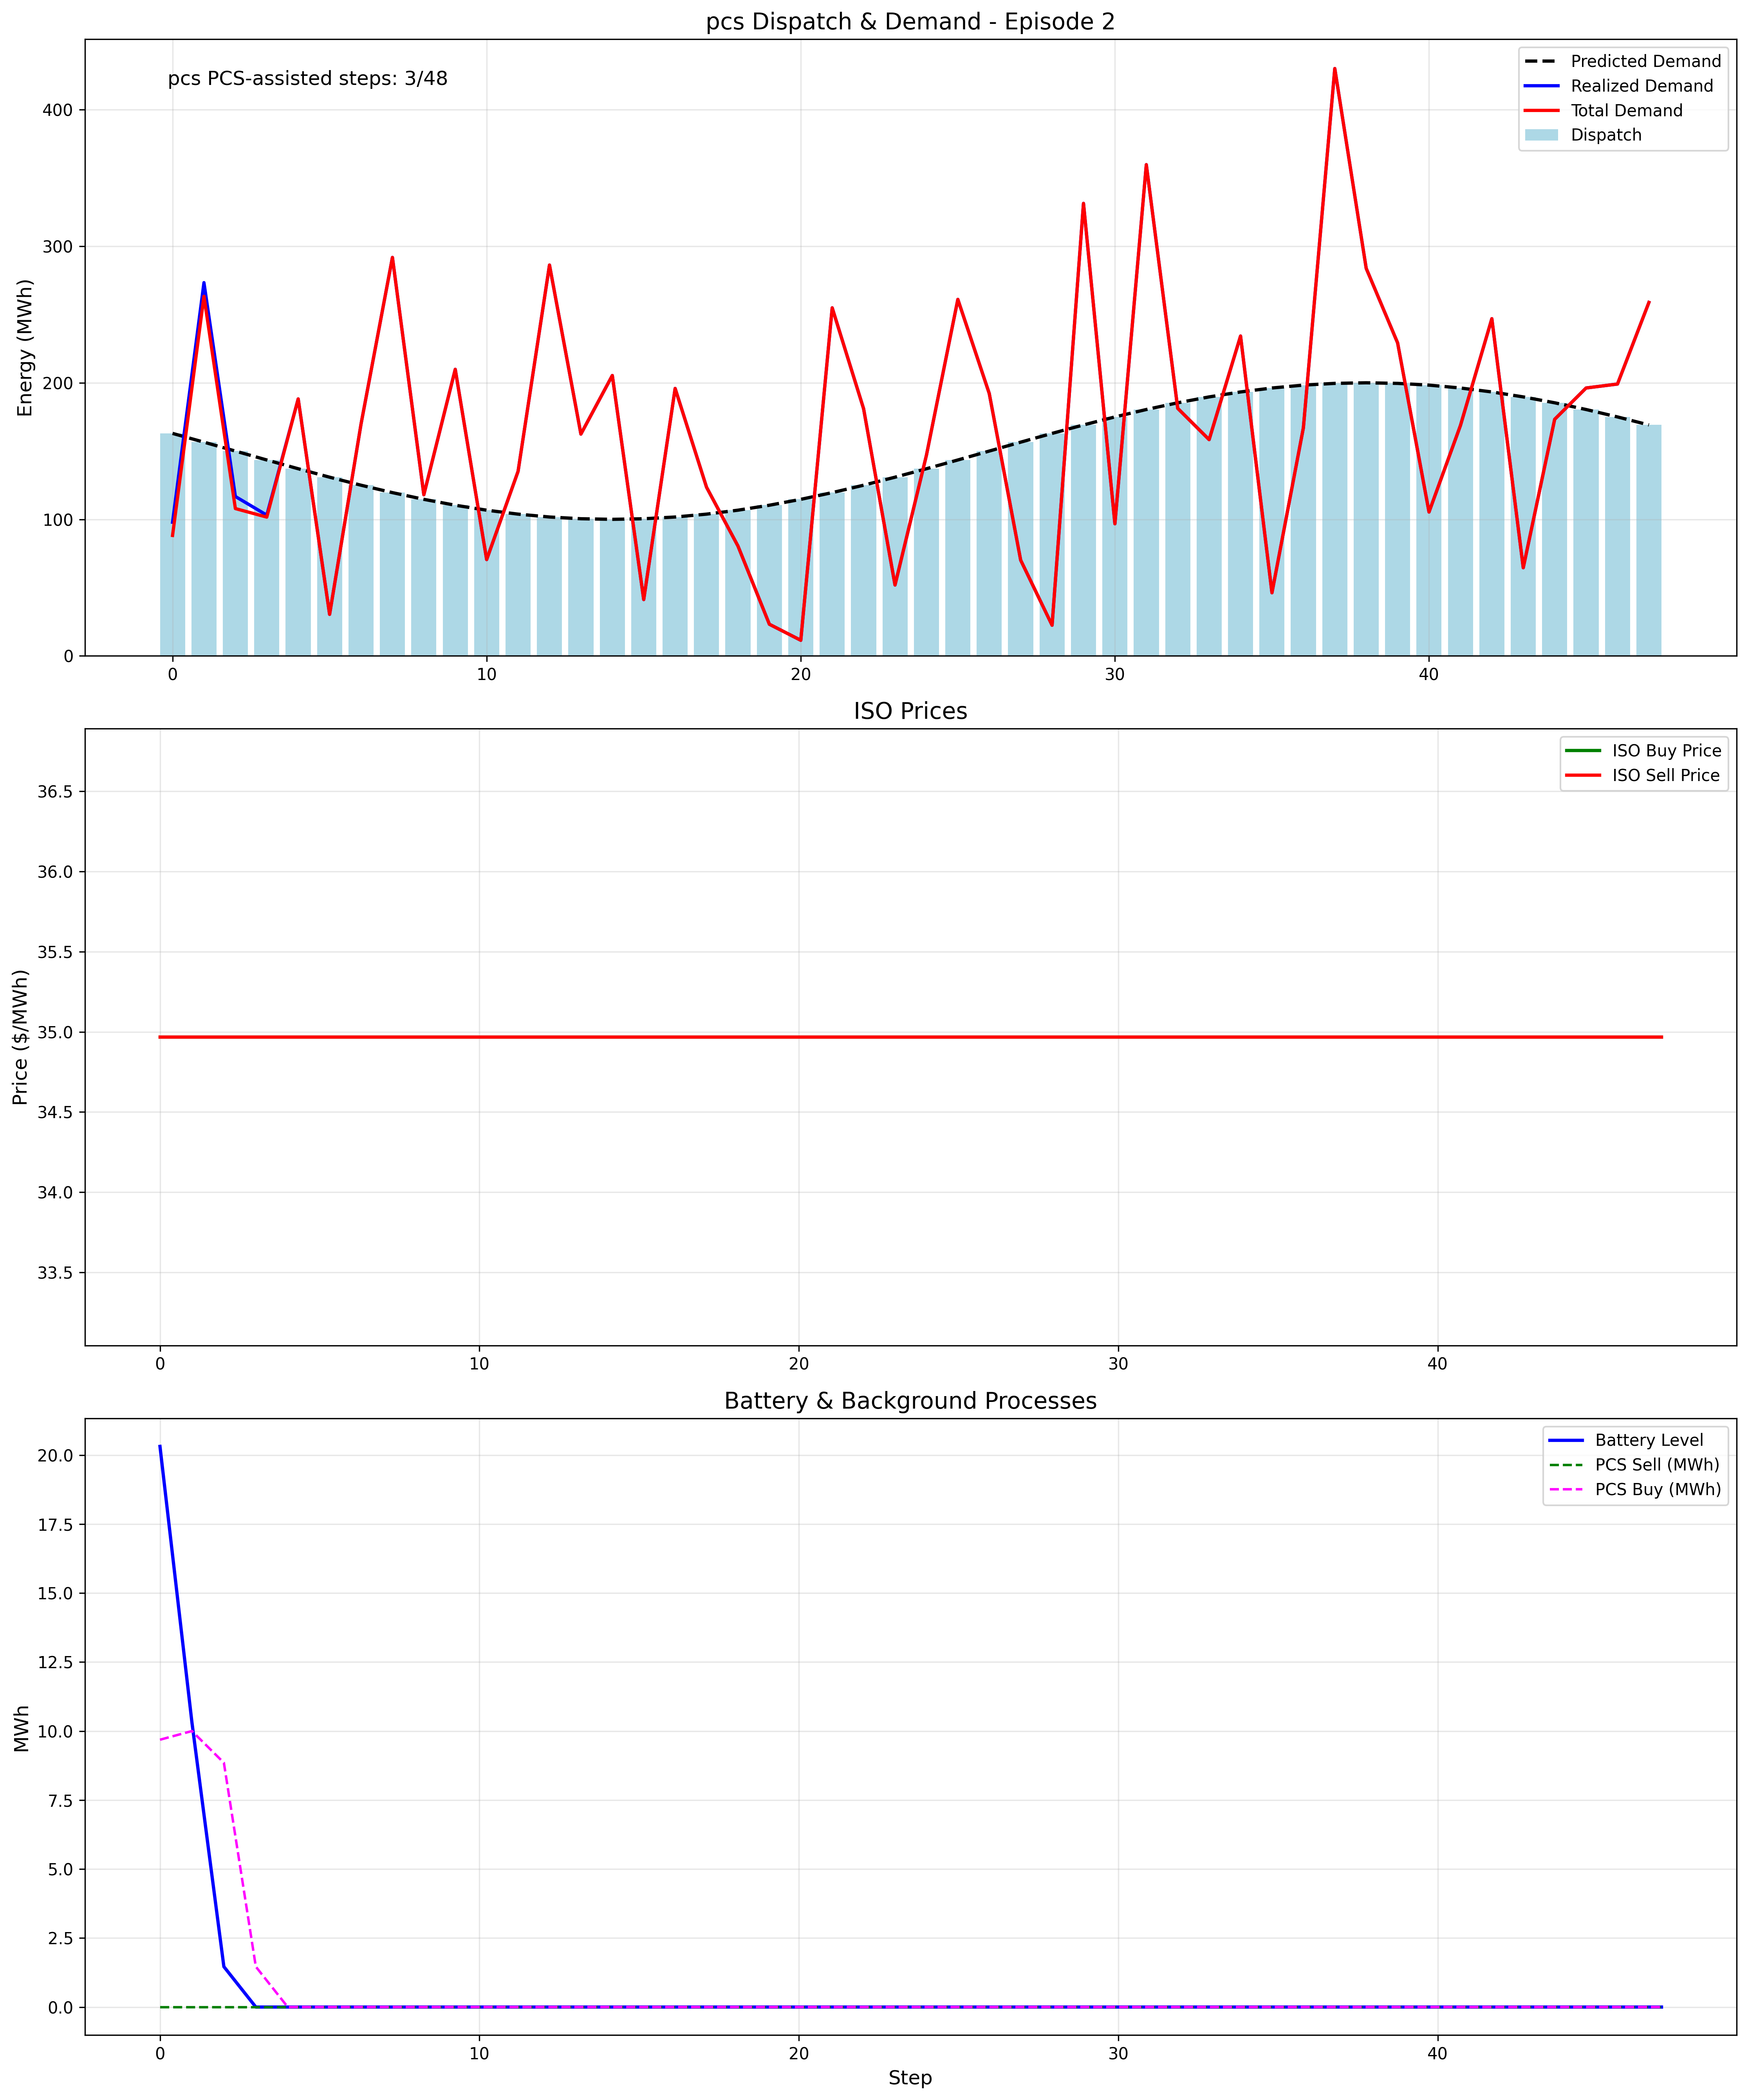 pcs Dispatch & Demand - Episode 2
pcs PCS-assisted steps: 3/48
Predicted Demand
Realized Demand
Total Demand
Dispatch
Energy (MWh)
400
300
200
100
0
0 10 20 30 40
ISO Prices
ISO Buy Price
ISO Sell Price
Price ($/MWh)
36.5
36.0
35.5
35.0
34.5
34.0
33.5
0 10 20 30 40
Battery & Background Processes
Battery Level
PCS Sell (MWh)
PCS Buy (MWh)
MWh
20.0
17.5
15.0
12.5
10.0
7.5
5.0
2.5
0.0
0 10 20 30 40
Step